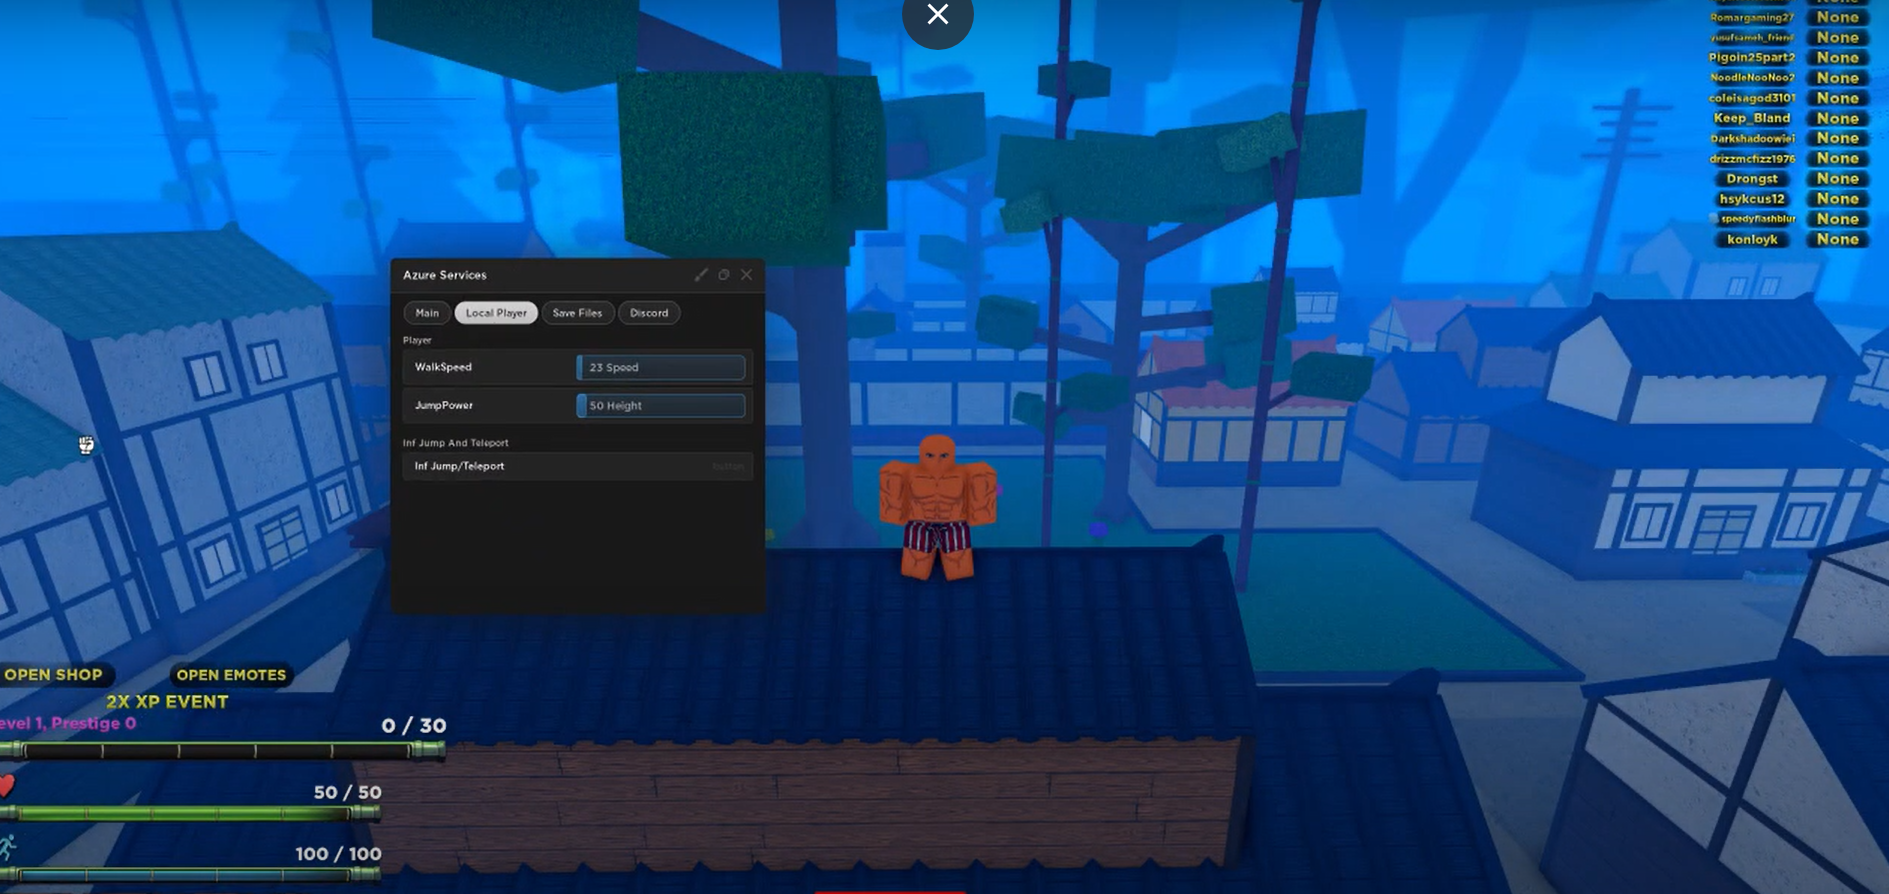 Romargaming27 None
yusufsameh_friend None
Pigoin25part2 None
NoodleNooNoo2 None
coleisagod3101 None
Keep_Bland None
Darkshadoowie1 None
drizzmcfizz1976 None
Drongst None
hsykcus12 None
speedyflashblur None
konloyk None
Azure Services
Main Local Player Save Files Discord
Player
WalkSpeed 23 Speed
JumpPower 50 Height
Inf Jump And Teleport
Inf Jump/Teleport button
OPEN SHOP OPEN EMOTES
2X XP EVENT
evel 1, Prestige 0 0 / 30
50 / 50
100 / 100